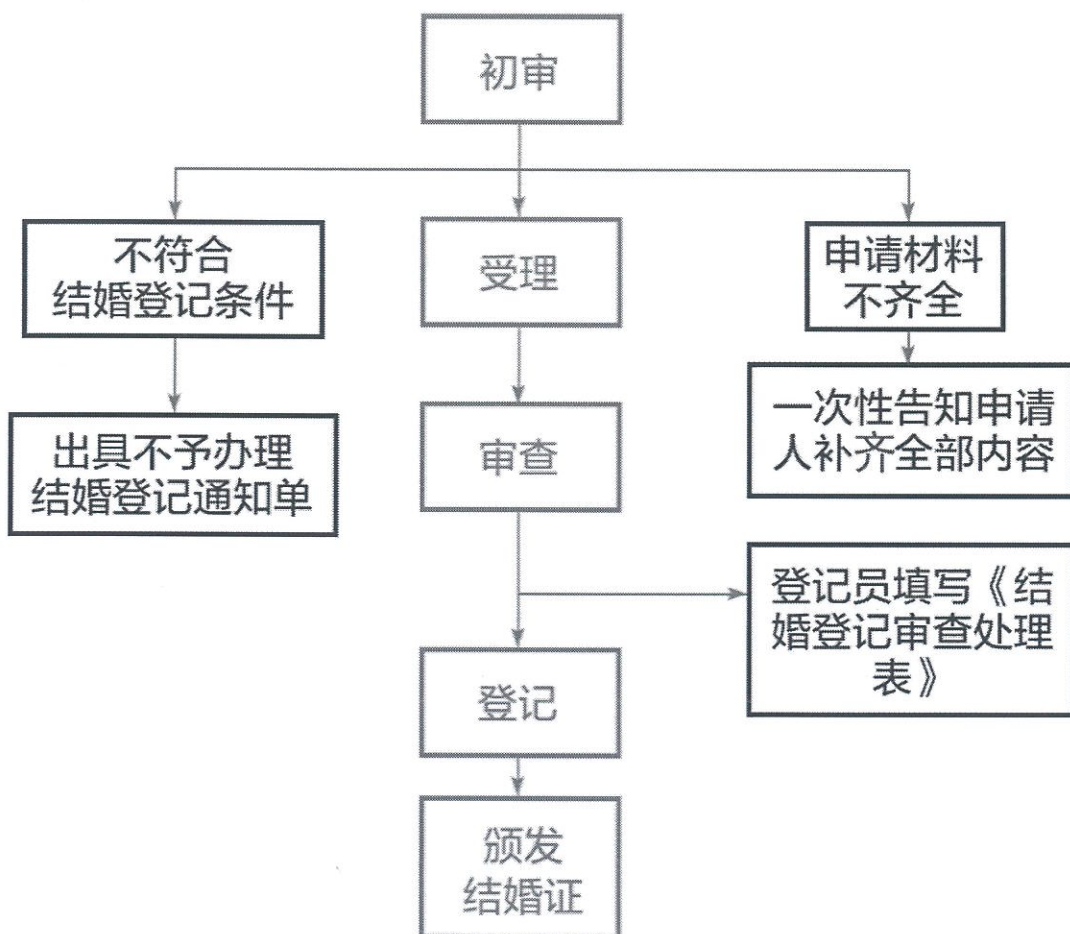 初审
不符合
结婚登记条件
受理
申请材料
不齐全
出具不予办理
结婚登记通知单
审查
一次性告知申请
人补齐全部内容
登记员填写《结
婚登记审查处理
表》
登记
颁发
结婚证